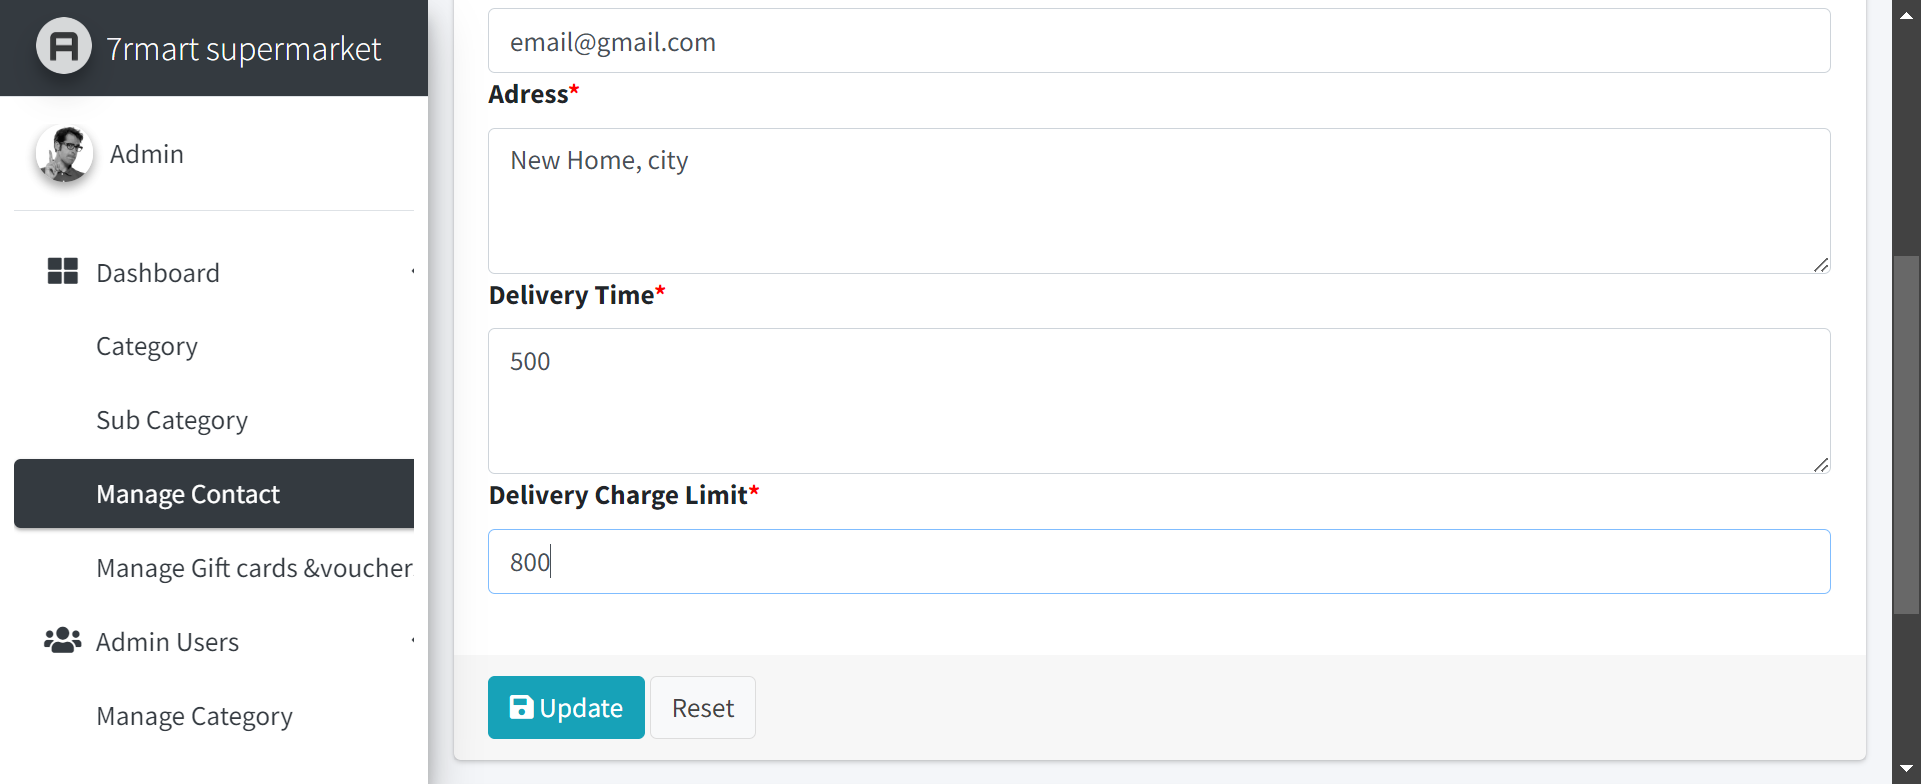 7rmart supermarket
Admin
Dashboard
Category
Sub Category
Manage Contact
Manage Gift cards &voucher
Admin Users
Manage Category
email@gmail.com
Adress*
New Home, city
Delivery Time*
500
Delivery Charge Limit*
800
Update
Reset